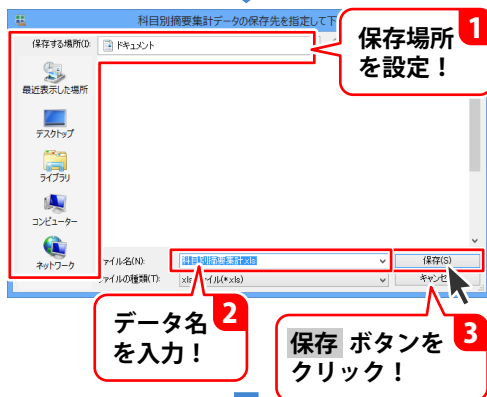 科目別摘要集計データの保存先を指定して下
保存する場所(I):
ドキュメント
1
保存場所
を設定！
最近表示した場所
デスクトップ
ライブラリ
コンピューター
ネットワーク
ァイル名(N):
科目別摘要集計.xls
保存(S)
ァイルの種類(T):
xlsファイル(*.xls)
キャンセ
2
データ名
を入力！
3
保存 ボタンを
クリック！